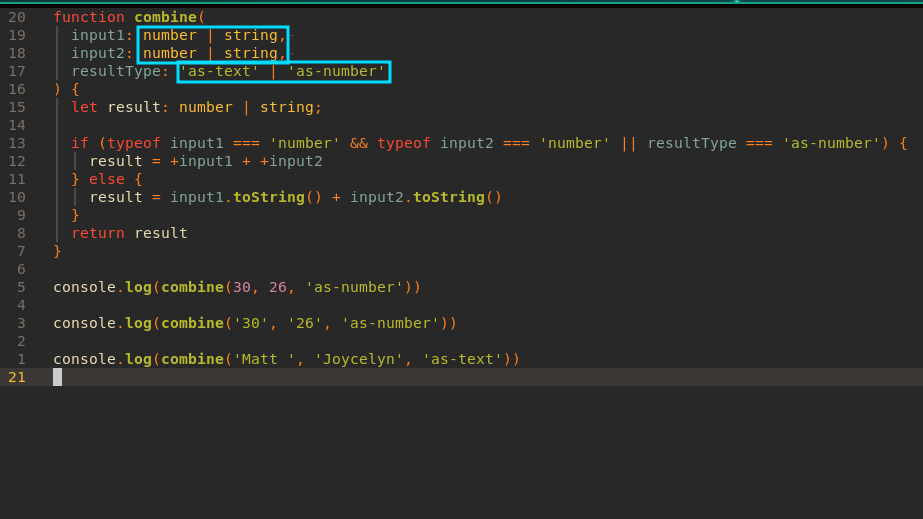 20 function combine(
19 input1: number | string,
18 input2: number | string,
17 resultType: 'as-text' | 'as-number'
16 ) {
15 let result: number | string;
14
13 if (typeof input1 === 'number' && typeof input2 === 'number' || resultType === 'as-number') {
12 result = +input1 + +input2
11 } else {
10 result = input1.toString() + input2.toString()
9 }
8 return result
7 }
6
5 console.log(combine(30, 26, 'as-number'))
4
3 console.log(combine('30', '26', 'as-number'))
2
1 console.log(combine('Matt ', 'Joycelyn', 'as-text'))
21